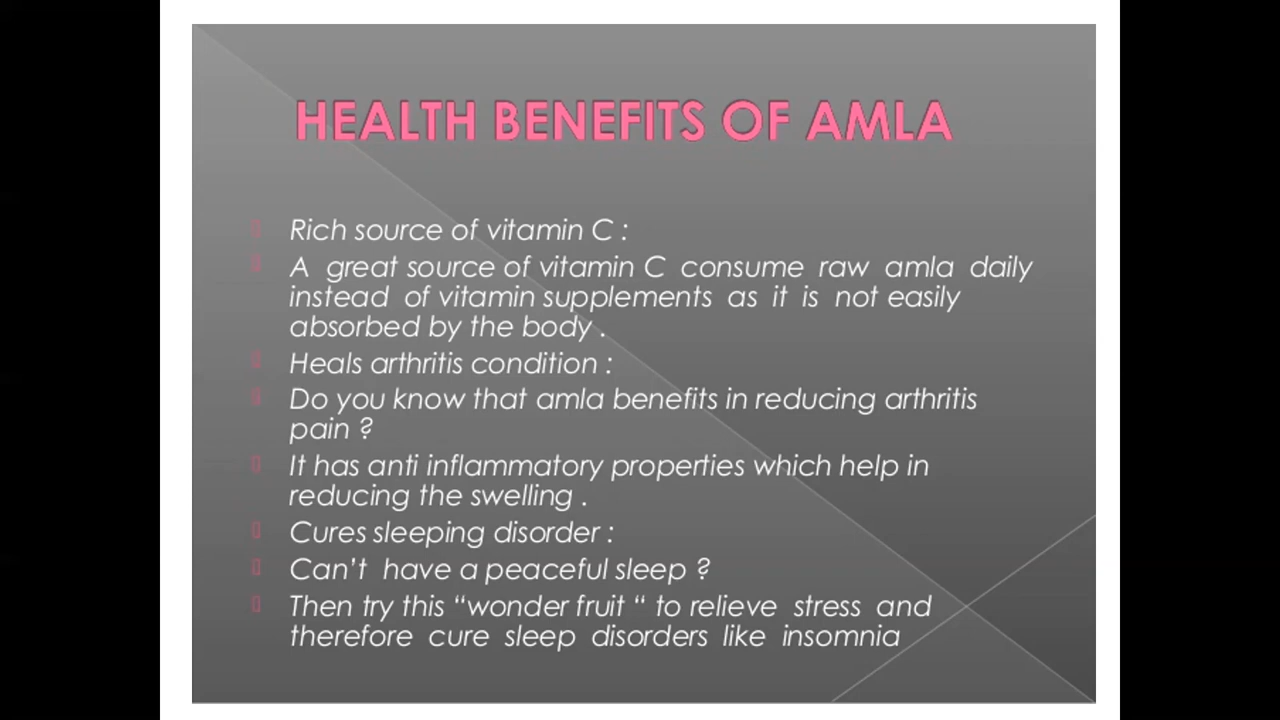 HEALTH BENEFITS OF AMLA
Rich source of vitamin C :
A great source of vitamin C consume raw amla daily
instead of vitamin supplements as it is not easily
absorbed by the body .
Heals arthritis condition :
Do you know that amla benefits in reducing arthritis
pain ?
It has anti inflammatory properties which help in
reducing the swelling .
Cures sleeping disorder :
Can’t have a peaceful sleep ?
Then try this “wonder fruit “ to relieve stress and
therefore cure sleep disorders like insomnia